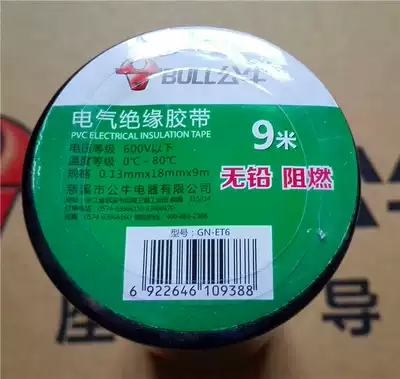 BULL公牛
电气绝缘胶带
PVC ELECTRICAL INSULATION TAPE
9米
电压等级 600V以下
温度等级 0℃-80℃
规格 0.13mmx18mmx9m
无铅 阻燃
慈溪市公牛电器有限公司
315314
型号: GN-ET6
6 922646 109388
座
导